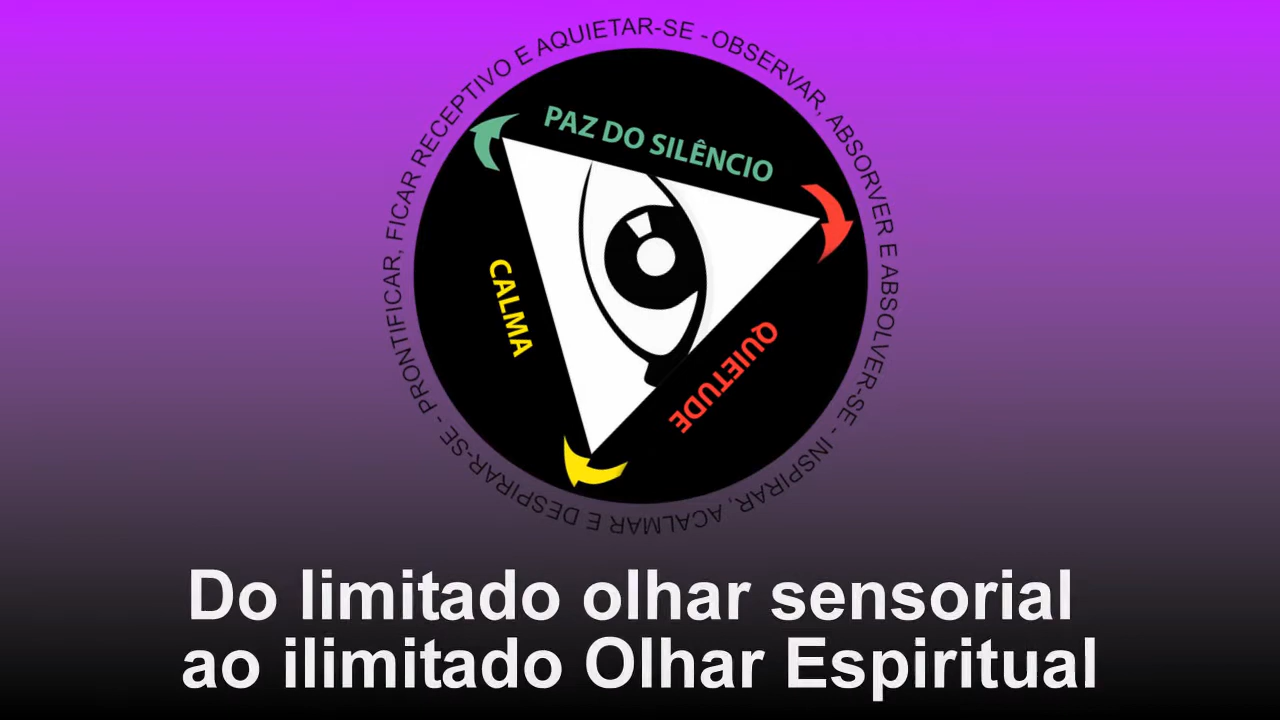 PRONTIFICAR, FICAR RECEPTIVO E AQUIETAR-SE - OBSERVAR, ABSORVER E ABSOLVER-SE - INSPIRAR, ACALMAR E DESPIRAR-SE -
PAZ DO SILÊNCIO
CALMA
QUIETUDE
Do limitado olhar sensorial
ao ilimitado Olhar Espiritual